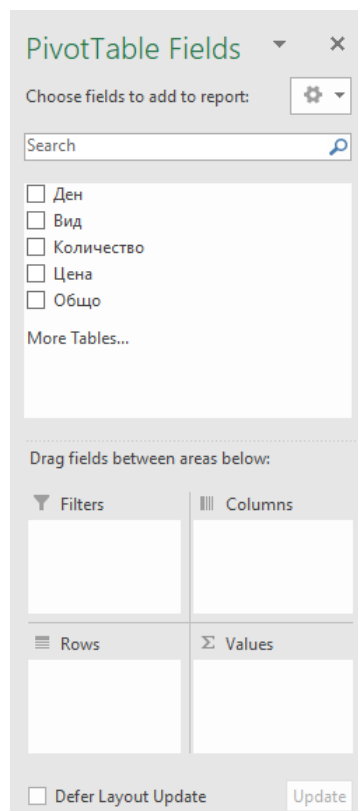 PivotTable Fields
Choose fields to add to report:
Search
Ден
Вид
Количество
Цена
Общо
More Tables...
Drag fields between areas below:
Filters
Columns
Rows
Σ Values
Defer Layout Update
Update